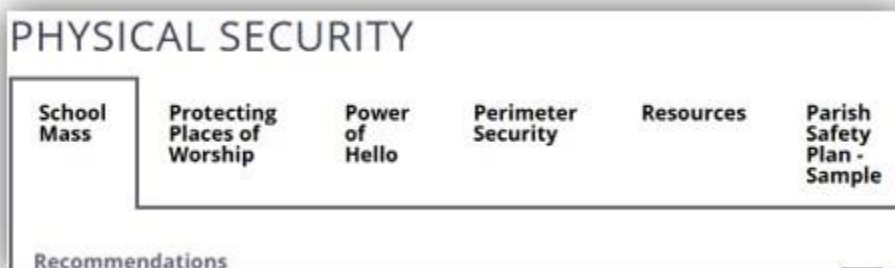 PHYSICAL SECURITY
School Mass
Protecting Places of Worship
Power of Hello
Perimeter Security
Resources
Parish Safety Plan - Sample
Recommendations